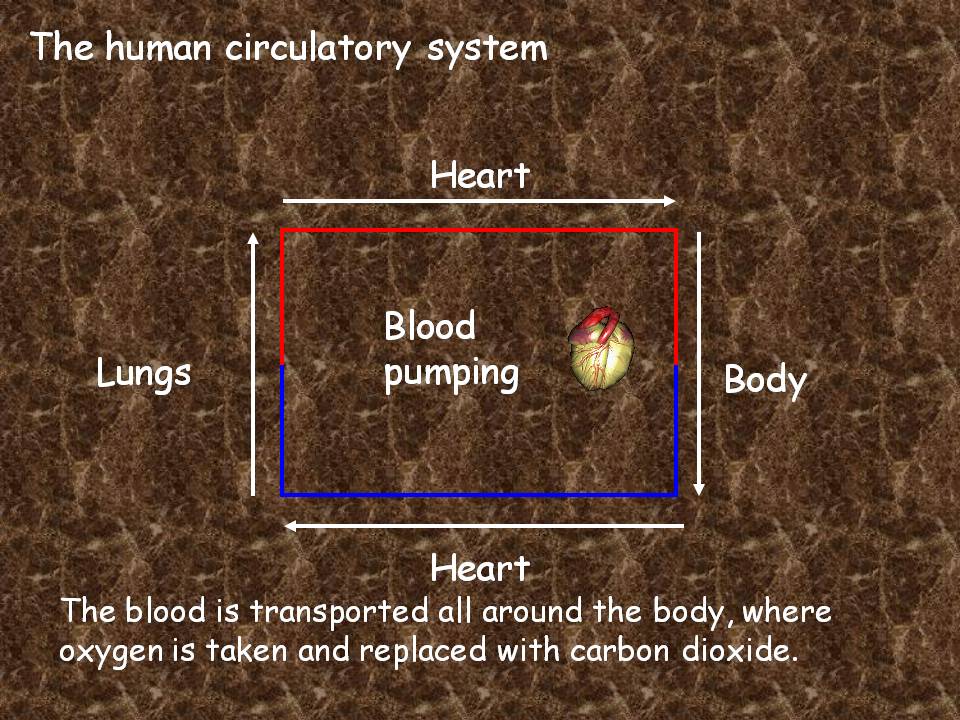 The human circulatory system
Heart
Blood
pumping
Lungs
Body
Heart
The blood is transported all around the body, where
oxygen is taken and replaced with carbon dioxide.